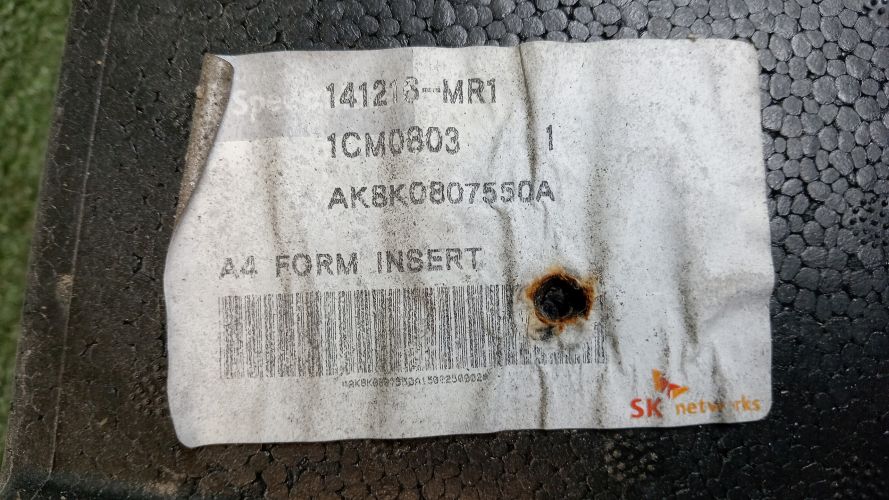 141216-MR1
1CM0803 1
AK8K0807550A
A4 FORM INSERT
SK networks